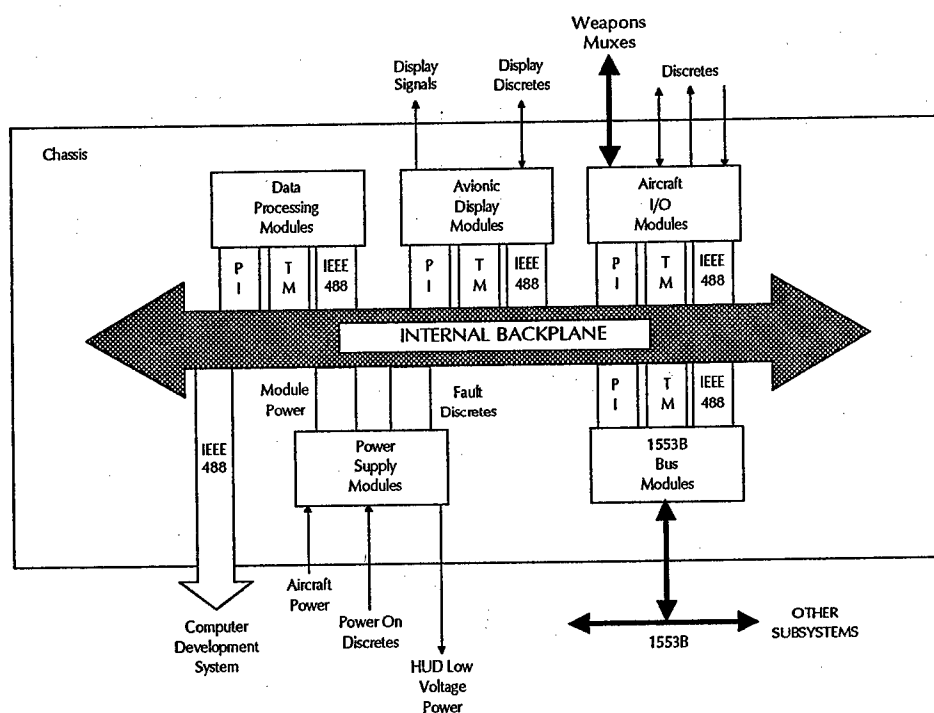 Weapons
Muxes
Display
Signals
Display
Discretes
Discretes
Chassis
Data
Processing
Modules
Avionic
Display
Modules
Aircraft
I/O
Modules
P
I
T
M
IEEE
488
P
I
T
M
IEEE
488
P
I
T
M
IEEE
488
INTERNAL BACKPLANE
Module
Power
Fault
Discretes
P
I
T
M
IEEE
488
IEEE
488
Power
Supply
Modules
1553B
Bus
Modules
Aircraft
Power
Power On
Discretes
HUD Low
Voltage
Power
Computer
Development
System
1553B
OTHER
SUBSYSTEMS